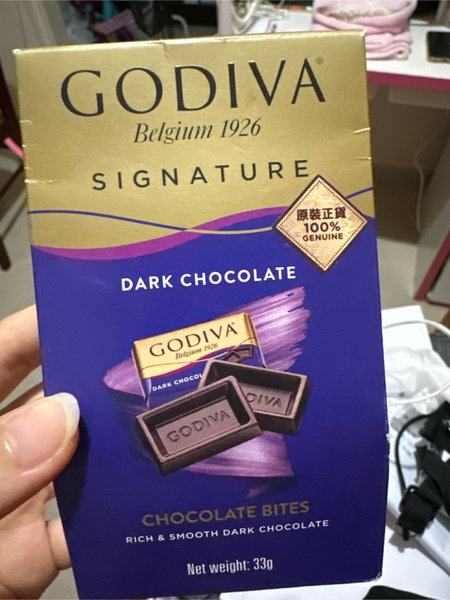 GODIVA
Belgium 1926
SIGNATURE
原裝正貨
100%
GENUINE
DARK CHOCOLATE
GODIVA
Belgium 1926
DARK CHOCOL
GODIVA
DIVA
CHOCOLATE BITES
RICH & SMOOTH DARK CHOCOLATE
Net weight: 33g